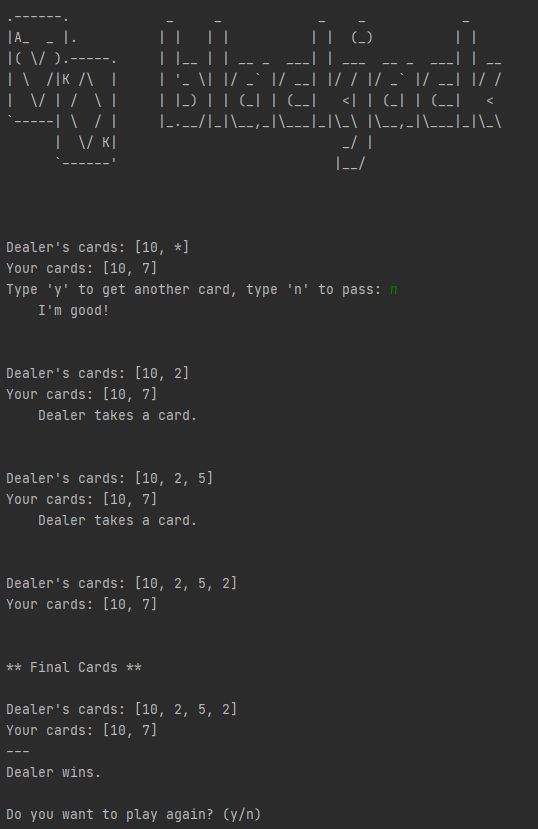 .------.            _     _            _    _            _
|A_  _ |.          | |   | |          | |  (_)          | |
|( \/ ).-----.     | |__ | | __ _  ___| | ___  __ _  ___| | __
| \  /|K /\  |     | '_ \| |/ _` |/ __| |/ / |/ _` |/ __| |/ /
|  \/ | /  \ |     | |_) | | (_| | (__|   <| | (_| | (__|   <
`-----| \  / |     |_.__/|_|\__,_|\___|_|\_\ |\__,_|\___|_|\_\
      |  \/ K|                            _/ |
      `------'                           |__/
Dealer's cards: [10, *]
Your cards: [10, 7]
Type 'y' to get another card, type 'n' to pass: n
    I'm good!
Dealer's cards: [10, 2]
Your cards: [10, 7]
    Dealer takes a card.
Dealer's cards: [10, 2, 5]
Your cards: [10, 7]
    Dealer takes a card.
Dealer's cards: [10, 2, 5, 2]
Your cards: [10, 7]
** Final Cards **
Dealer's cards: [10, 2, 5, 2]
Your cards: [10, 7]
---
Dealer wins.
Do you want to play again? (y/n)